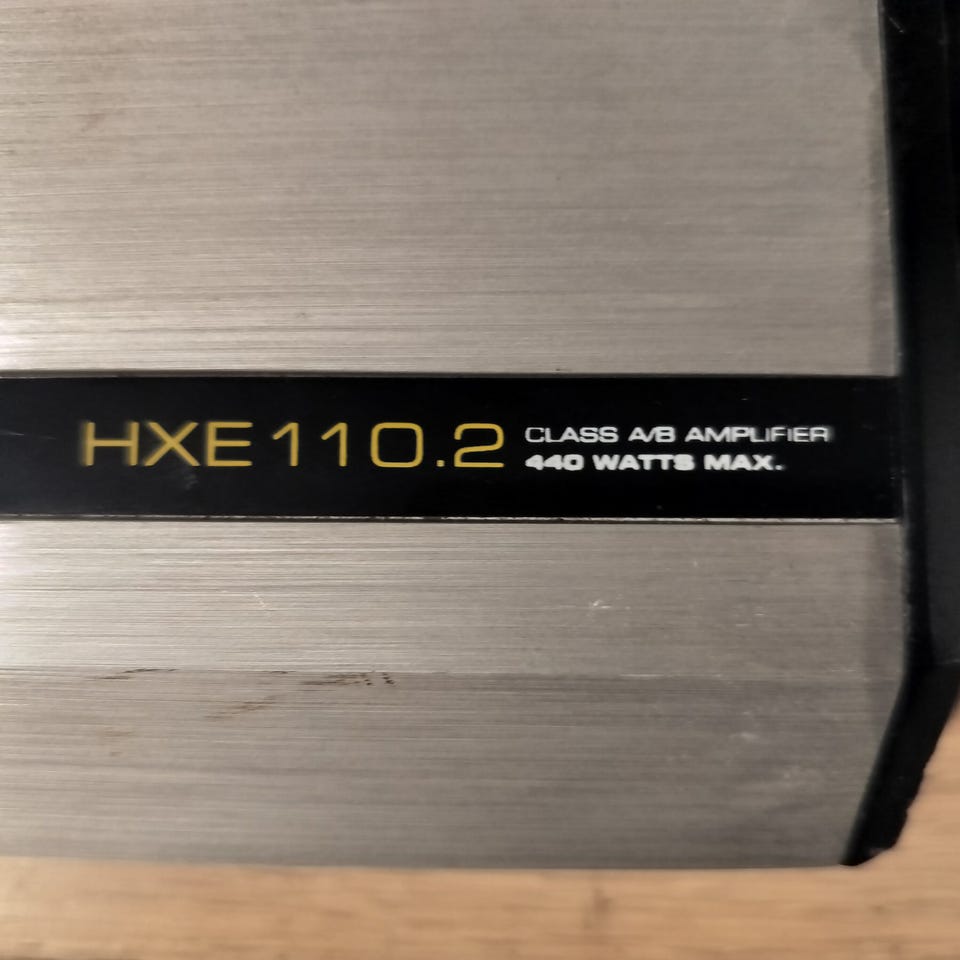 HXE110.2
CLASS A/B AMPLIFIER
440 WATTS MAX.